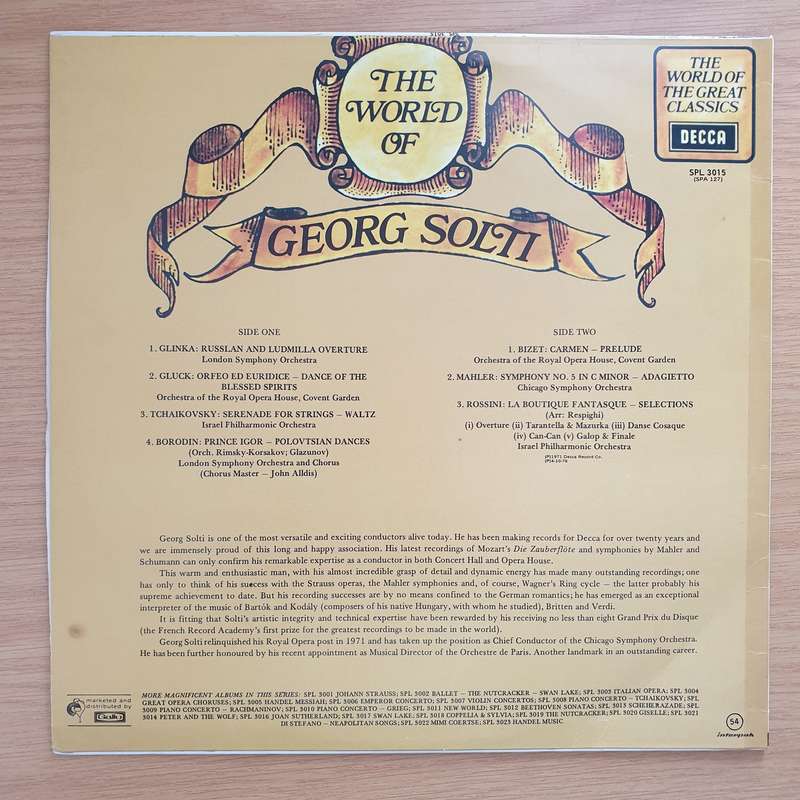 THE
WORLD
OF
GEORG SOLTI
THE
WORLD OF
THE GREAT
CLASSICS
DECCA
SPL 3015
(SPA 127)
SIDE ONE
1. GLINKA: RUSSLAN AND LUDMILLA OVERTURE
London Symphony Orchestra
2. GLUCK: ORFEO ED EURIDICE – DANCE OF THE
BLESSED SPIRITS
Orchestra of the Royal Opera House, Covent Garden
3. TCHAIKOVSKY: SERENADE FOR STRINGS – WALTZ
Israel Philharmonic Orchestra
4. BORODIN: PRINCE IGOR – POLOVTSIAN DANCES
(Orch. Rimsky-Korsakov; Glazunov)
London Symphony Orchestra and Chorus
(Chorus Master – John Alldis)
SIDE TWO
1. BIZET: CARMEN – PRELUDE
Orchestra of the Royal Opera House, Covent Garden
2. MAHLER: SYMPHONY NO. 5 IN C MINOR – ADAGIETTO
Chicago Symphony Orchestra
3. ROSSINI: LA BOUTIQUE FANTASQUE – SELECTIONS
(Arr: Respighi)
(i) Overture (ii) Tarantella & Mazurka (iii) Danse Cosaque
(iv) Can-Can (v) Galop & Finale
Israel Philharmonic Orchestra
(P)1971 Decca Record Co.
Georg Solti is one of the most versatile and exciting conductors alive today. He has been making records for Decca for over twenty years and
we are immensely proud of this long and happy association. His latest recordings of Mozart's Die Zauberflöte and symphonies by Mahler and
Schumann can only confirm his remarkable expertise as a conductor in both Concert Hall and Opera House.
This warm and enthusiastic man, with his almost incredible grasp of detail and dynamic energy has made many outstanding recordings; one
has only to think of his success with the Strauss operas, the Mahler symphonies and, of course, Wagner's Ring cycle – the latter probably his
supreme achievement to date. But his recording successes are by no means confined to the German romantics; he has emerged as an exceptional
interpreter of the music of Bartók and Kodály (composers of his native Hungary, with whom he studied), Britten and Verdi.
It is fitting that Solti's artistic integrity and technical expertise have been rewarded by his receiving no less than eight Grand Prix du Disque
(the French Record Academy's first prize for the greatest recordings to be made in the world).
Georg Solti relinquished his Royal Opera post in 1971 and has taken up the position as Chief Conductor of the Chicago Symphony Orchestra.
He has been further honoured by his recent appointment as Musical Director of the Orchestre de Paris. Another landmark in an outstanding career.
marketed and
distributed by
Gallo
MORE MAGNIFICENT ALBUMS IN THIS SERIES: SPL 3001 JOHANN STRAUSS; SPL 3002 BALLET – THE NUTCRACKER – SWAN LAKE; SPL 3003 ITALIAN OPERA; SPL 3004
GREAT OPERA CHORUSES; SPL 3005 HANDEL MESSIAH; SPL 3006 EMPEROR CONCERTO; SPL 3007 VIOLIN CONCERTOS; SPL 3008 PIANO CONCERTO – TCHAIKOVSKY; SPL
3009 PIANO CONCERTO – RACHMANINOV; SPL 3010 PIANO CONCERTO – GRIEG; SPL 3011 NEW WORLD; SPL 3012 BEETHOVEN SONATAS; SPL 3013 SCHEHERAZADE; SPL
3014 PETER AND THE WOLF; SPL 3016 JOAN SUTHERLAND; SPL 3017 SWAN LAKE; SPL 3018 COPPELIA & SYLVIA; SPL 3019 THE NUTCRACKER; SPL 3020 GISELLE; SPL 3021
DI STEFANO – NEAPOLITAN SONGS; SPL 3022 MIMI COERTSE; SPL 3023 HANDEL MUSIC
54
interpak